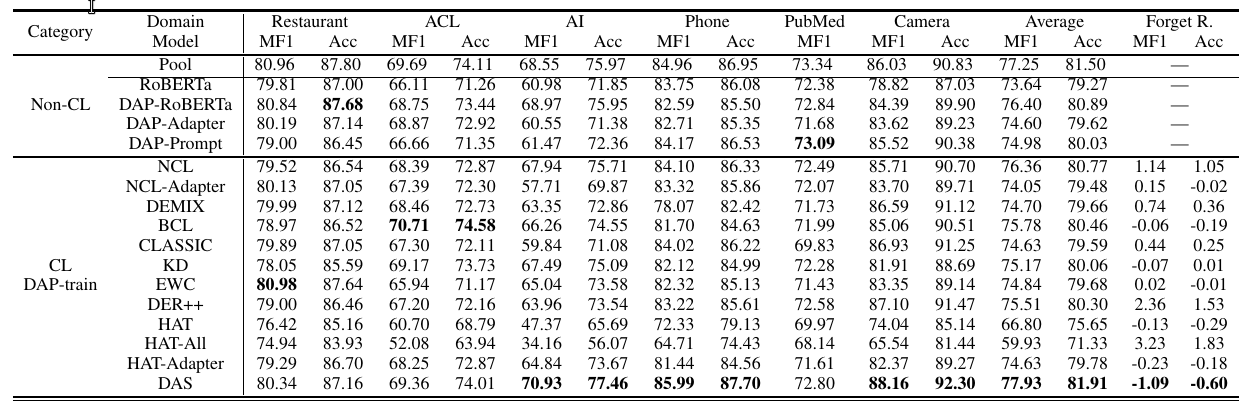 Category Domain Restaurant ACL AI Phone PubMed Camera Average Forget R.
Model MF1 Acc MF1 Acc MF1 Acc MF1 Acc MF1 MF1 Acc MF1 Acc MF1 Acc
Non-CL Pool 80.96 87.80 69.69 74.11 68.55 75.97 84.96 86.95 73.34 86.03 90.83 77.25 81.50 —
RoBERTa 79.81 87.00 66.11 71.26 60.98 71.85 83.75 86.08 72.38 78.82 87.03 73.64 79.27 —
DAP-RoBERTa 80.84 87.68 68.75 73.44 68.97 75.95 82.59 85.50 72.84 84.39 89.90 76.40 80.89 —
DAP-Adapter 80.19 87.14 68.87 72.92 60.55 71.38 82.71 85.35 71.68 83.62 89.23 74.60 79.62 —
DAP-Prompt 79.00 86.45 66.66 71.35 61.47 72.36 84.17 86.53 73.09 85.52 90.38 74.98 80.03 —
CL DAP-train NCL 79.52 86.54 68.39 72.87 67.94 75.71 84.10 86.33 72.49 85.71 90.70 76.36 80.77 1.14 1.05
NCL-Adapter 80.13 87.05 67.39 72.30 57.71 69.87 83.32 85.86 72.07 83.70 89.71 74.05 79.48 0.15 -0.02
DEMIX 79.99 87.12 68.46 72.73 63.35 72.86 78.07 82.42 71.73 86.59 91.12 74.70 79.66 0.74 0.36
BCL 78.97 86.52 70.71 74.58 66.26 74.55 81.70 84.63 71.99 85.06 90.51 75.78 80.46 -0.06 -0.19
CLASSIC 79.89 87.05 67.30 72.11 59.84 71.08 84.02 86.22 69.83 86.93 91.25 74.63 79.59 0.44 0.25
KD 78.05 85.59 69.17 73.73 67.49 75.09 82.12 84.99 72.28 81.91 88.69 75.17 80.06 -0.07 0.01
EWC 80.98 87.64 65.94 71.17 65.04 73.58 82.32 85.13 71.43 83.35 89.14 74.84 79.68 0.02 -0.01
DER++ 79.00 86.46 67.20 72.16 63.96 73.54 83.22 85.61 72.58 87.10 91.47 75.51 80.30 2.36 1.53
HAT 76.42 85.16 60.70 68.79 47.37 65.69 72.33 79.13 69.97 74.04 85.14 66.80 75.65 -0.13 -0.29
HAT-All 74.94 83.93 52.08 63.94 34.16 56.07 64.71 74.43 68.14 65.54 81.44 59.93 71.33 3.23 1.83
HAT-Adapter 79.29 86.70 68.25 72.87 64.84 73.67 81.44 84.56 71.61 82.37 89.27 74.63 79.78 -0.23 -0.18
DAS 80.34 87.16 69.36 74.01 70.93 77.46 85.99 87.70 72.80 88.16 92.30 77.93 81.91 -1.09 -0.60